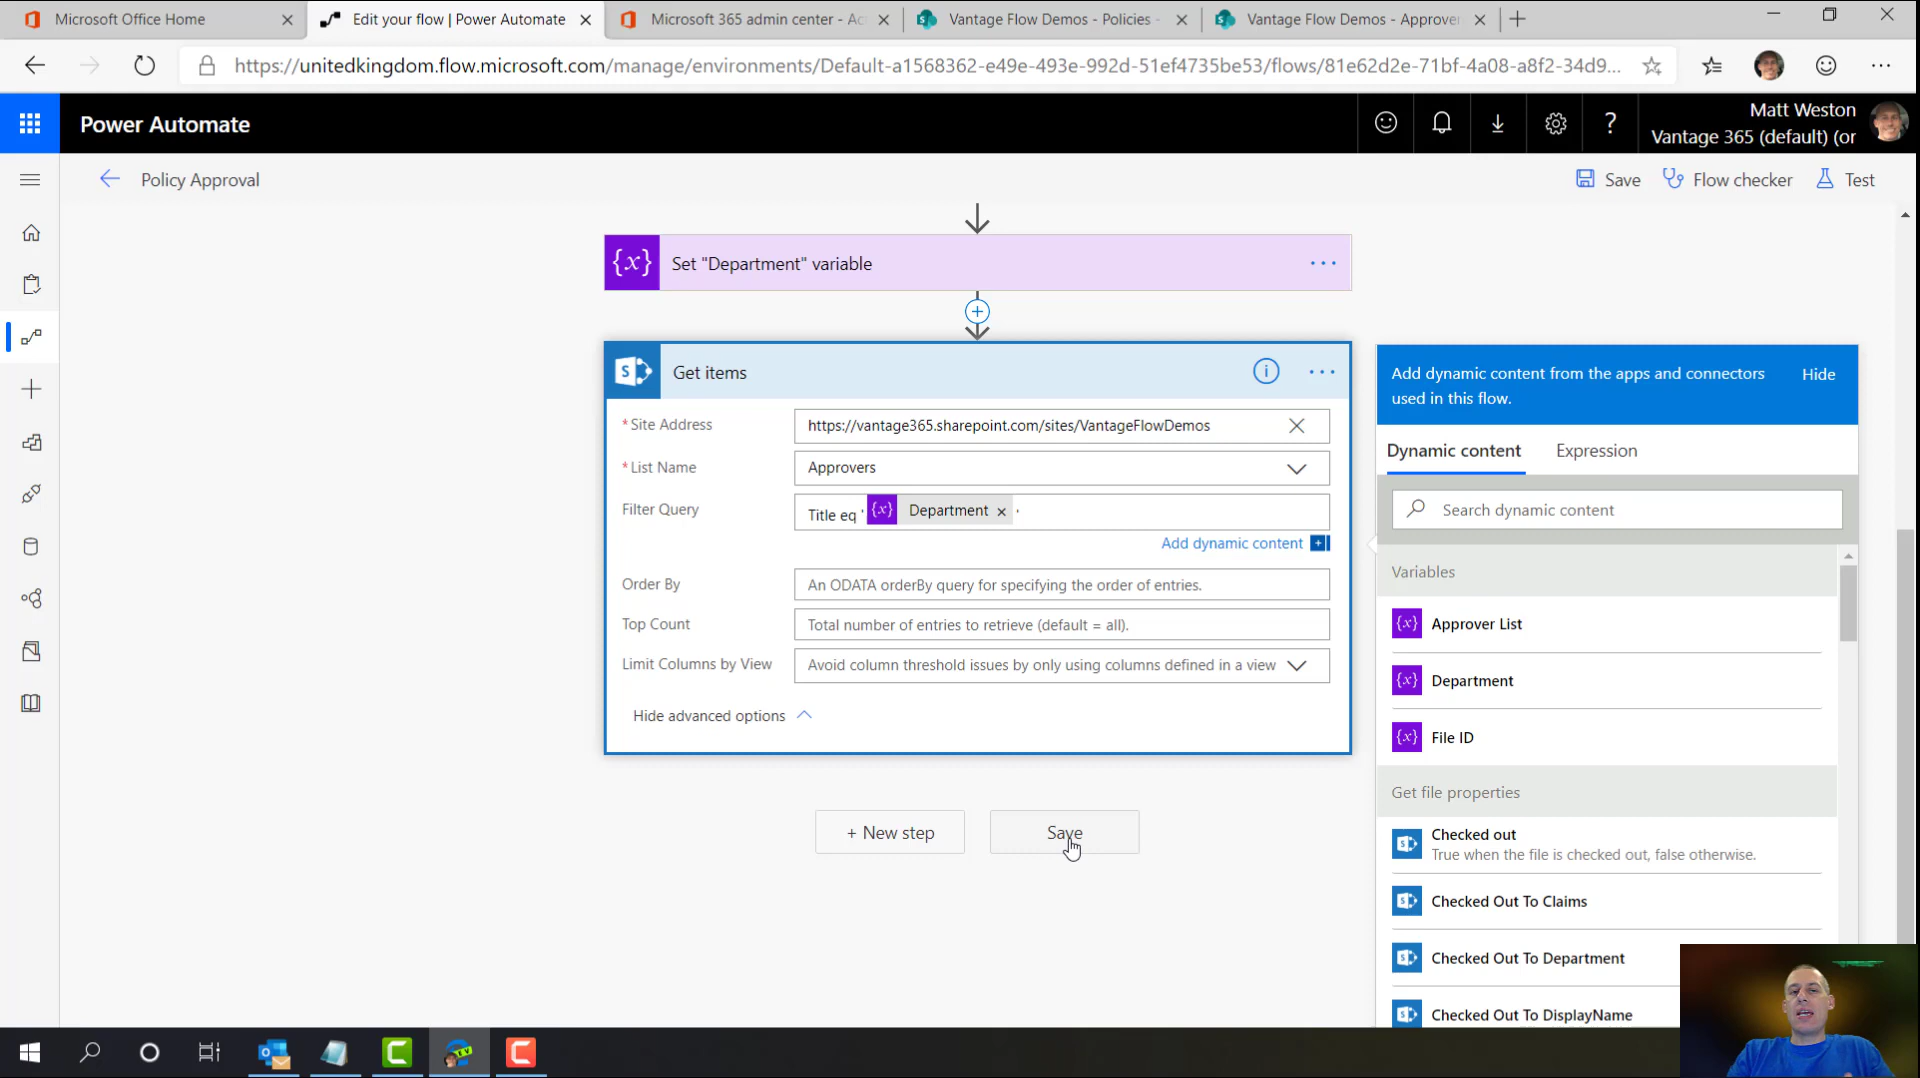 Microsoft Office Home
Edit your flow | Power Automate
Microsoft 365 admin center - Ac
Vantage Flow Demos - Policies -
Vantage Flow Demos - Approver
https://unitedkingdom.flow.microsoft.com/manage/environments/Default-a1568362-e49e-493e-992d-51ef4735be53/flows/81e62d2e-71bf-4a08-a8f2-34d9...
Power Automate
Matt Weston
Vantage 365 (default) (or
Policy Approval
Save
Flow checker
Test
{x} Set "Department" variable
Get items
* Site Address
https://vantage365.sharepoint.com/sites/VantageFlowDemos
* List Name
Approvers
Filter Query
Title eq ' {x} Department × '
Add dynamic content
Order By
An ODATA orderBy query for specifying the order of entries.
Top Count
Total number of entries to retrieve (default = all).
Limit Columns by View
Avoid column threshold issues by only using columns defined in a view
Hide advanced options
+ New step
Save
Add dynamic content from the apps and connectors
used in this flow.
Hide
Dynamic content
Expression
Search dynamic content
Variables
{x} Approver List
{x} Department
{x} File ID
Get file properties
Checked out
True when the file is checked out, false otherwise.
Checked Out To Claims
Checked Out To Department
Checked Out To DisplayName